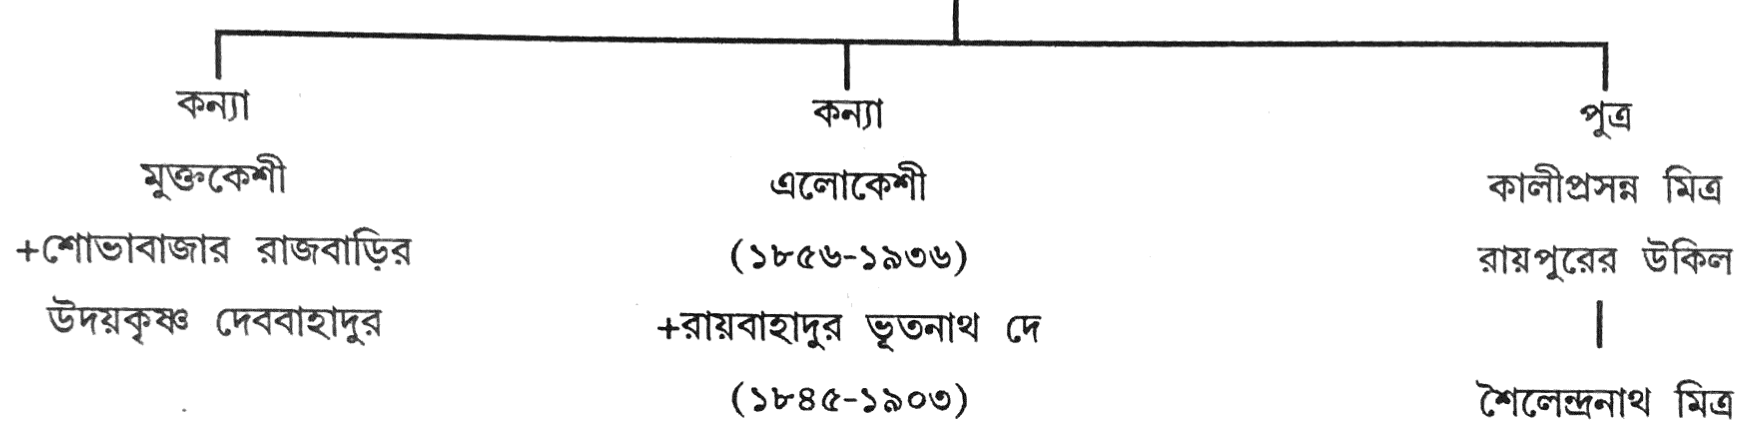 কন্যা
মুক্তকেশী
+শোভাবাজার রাজবাড়ির
উদয়কৃষ্ণ দেববাহাদুর
কন্যা
এলোকেশী
(১৮৫৬-১৯৩৬)
+রায়বাহাদুর ভূতনাথ দে
(১৮৪৫-১৯০৩)
পুত্র
কালীপ্রসন্ন মিত্র
রায়পুরের উকিল
শৈলেন্দ্রনাথ মিত্র